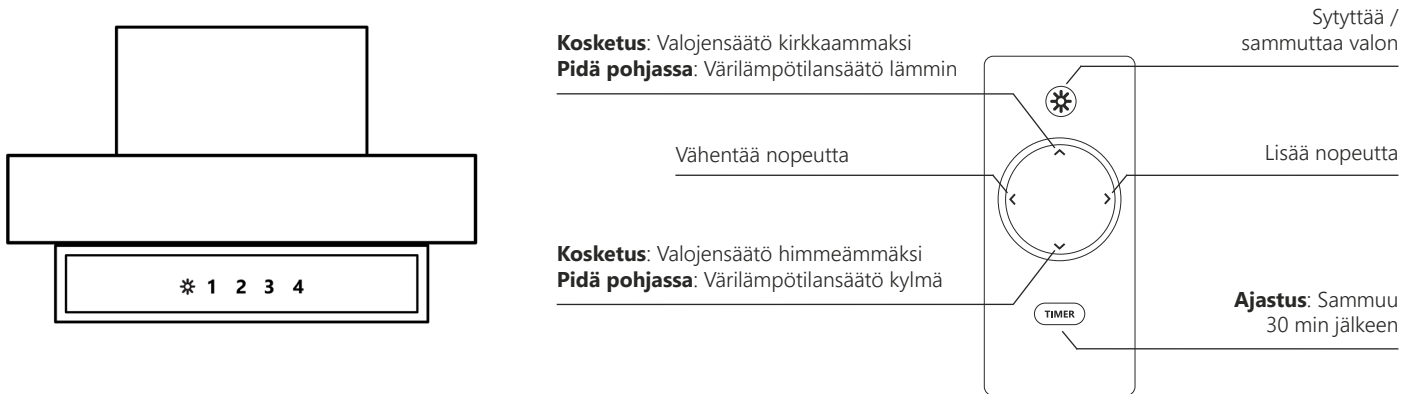 Sytyttää /
sammuttaa valon
Kosketus: Valojensäätö kirkkaammaksi
Pidä pohjassa: Värilämpötilansäätö lämmin
Vähentää nopeutta
Lisää nopeutta
Kosketus: Valojensäätö himmeämmäksi
Pidä pohjassa: Värilämpötilansäätö kylmä
1 2 3 4
Ajastus: Sammuu
30 min jälkeen
TIMER